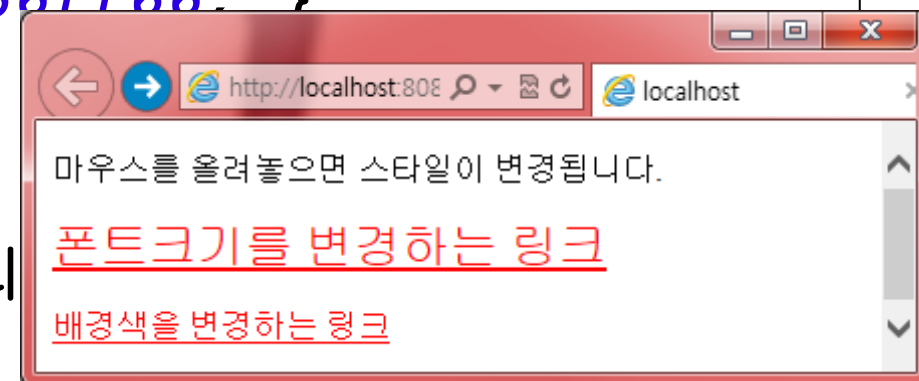 http://localhost:808
localhost
마우스를 올려놓으면 스타일이 변경됩니다.
폰트크기를 변경하는 링크
배경색을 변경하는 링크